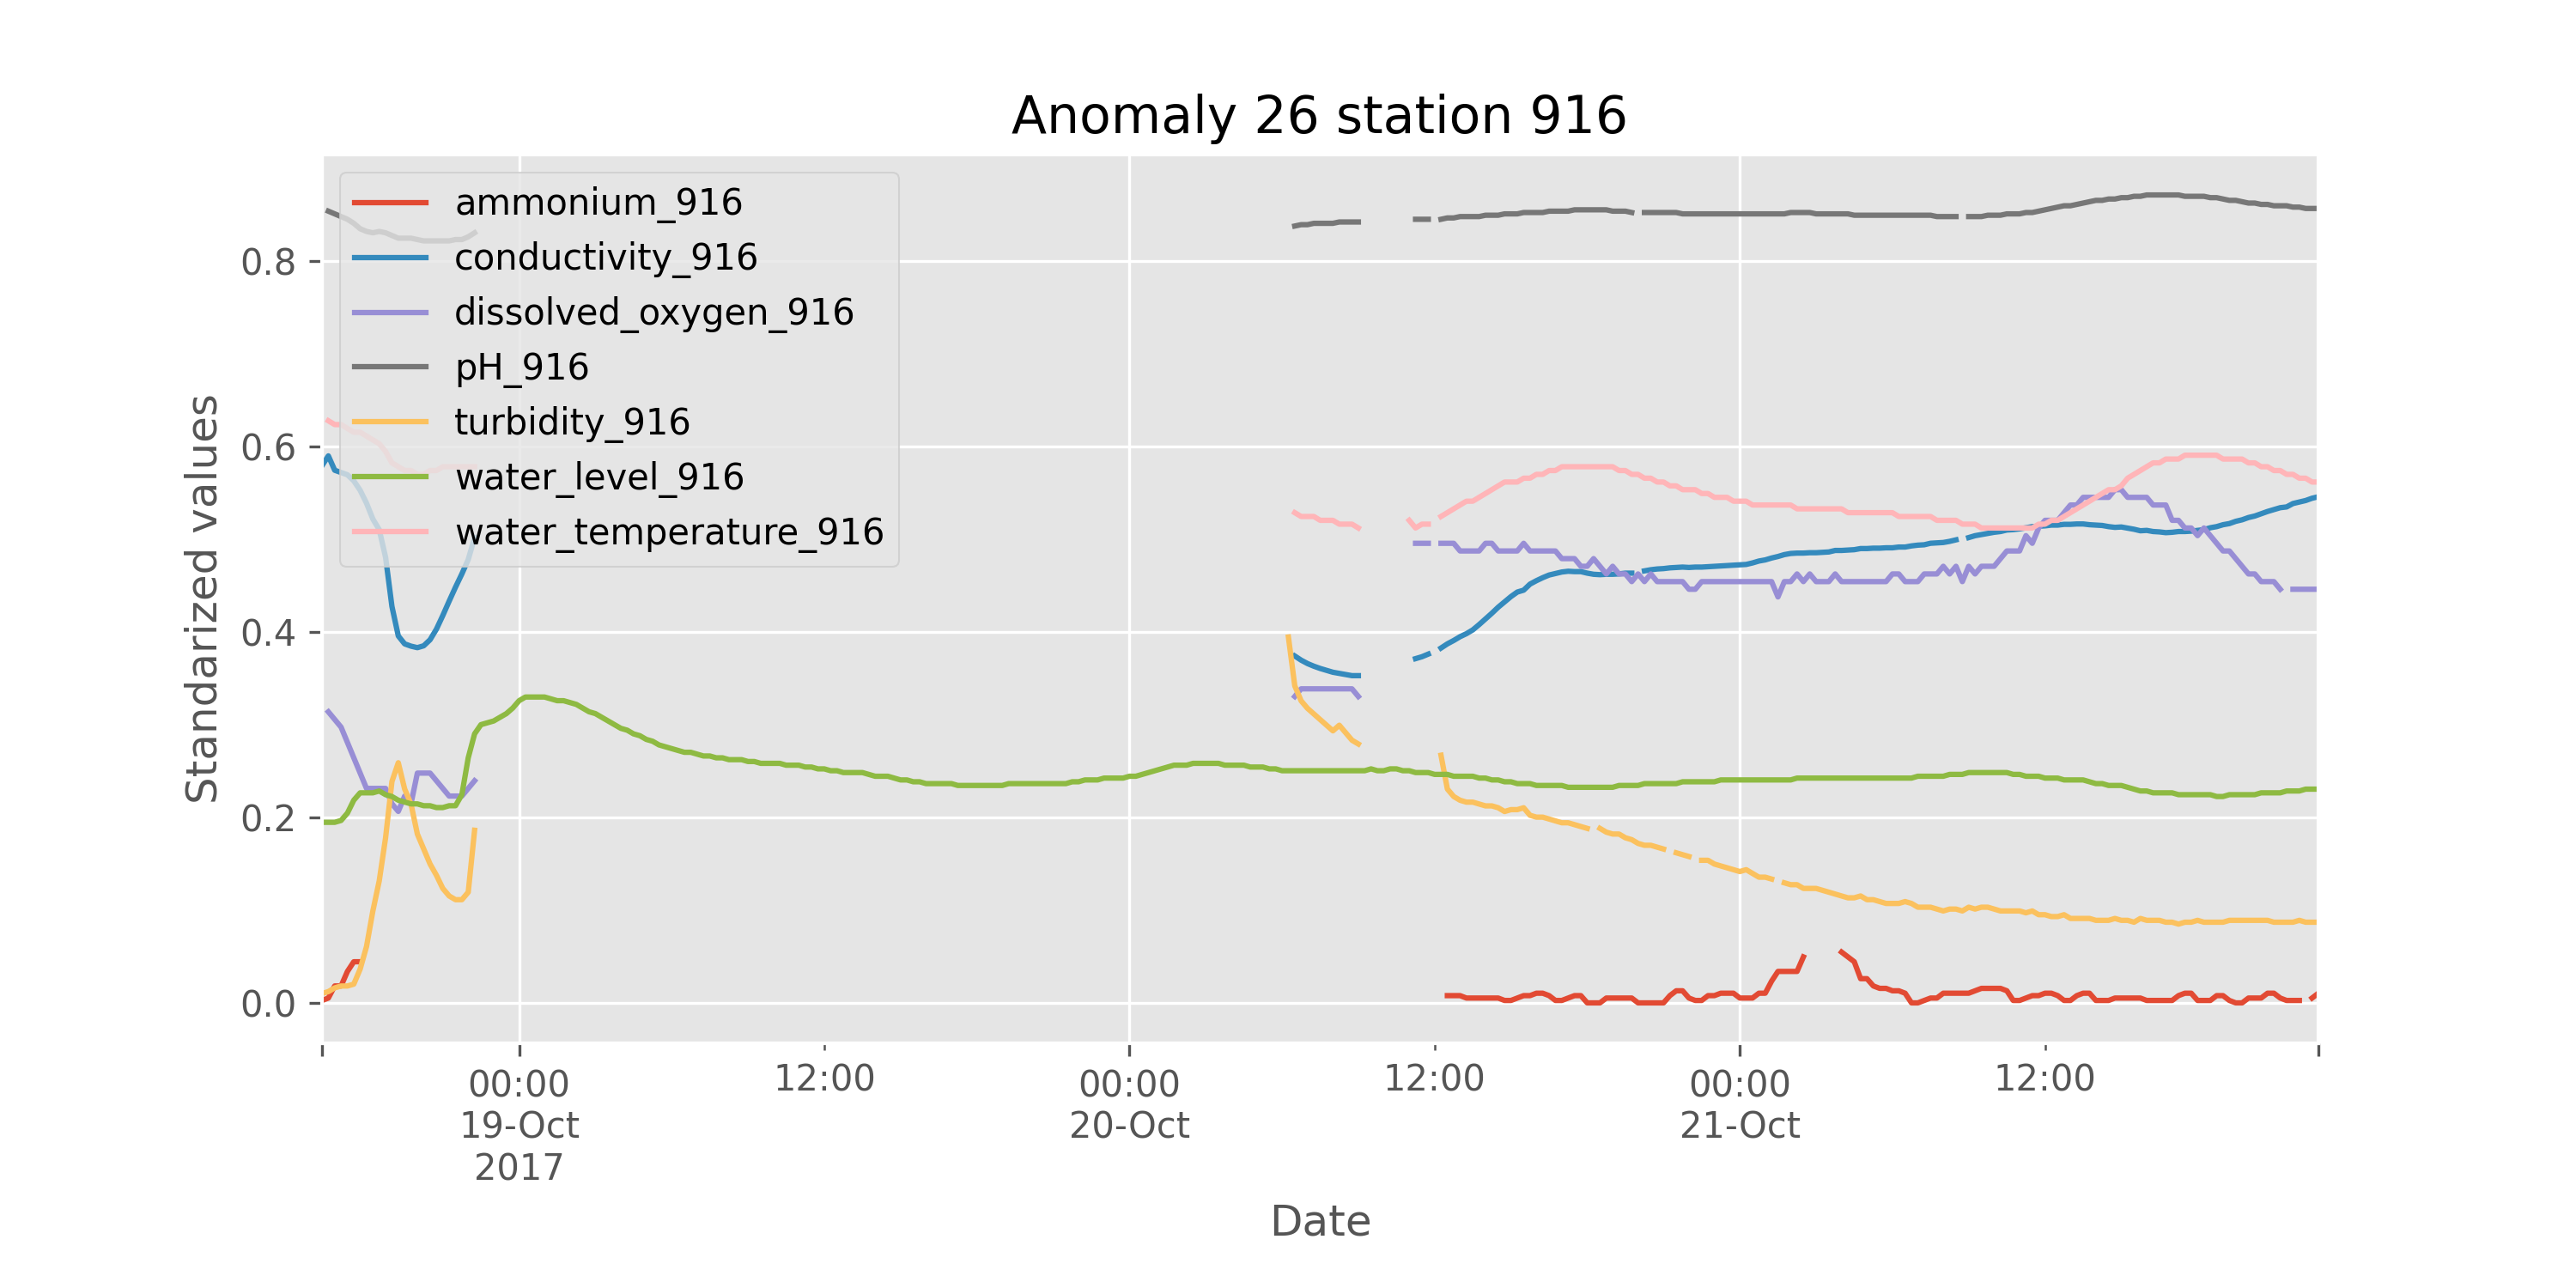 Anomaly 26 station 916
ammonium_916
conductivity_916
dissolved_oxygen_916
pH_916
turbidity_916
water_level_916
water_temperature_916
Standarized values
0.8
0.6
0.4
0.2
0.0
00:00 12:00 00:00 12:00 00:00 12:00
19-Oct 20-Oct 21-Oct
2017
Date